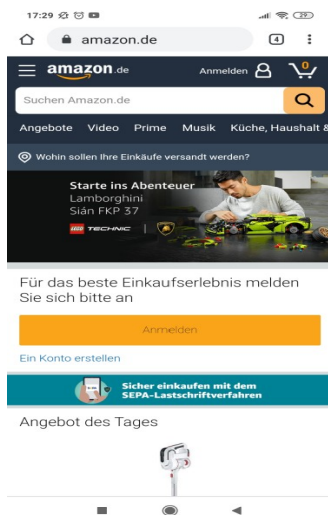 17:29
29
amazon.de
4
amazon.de
Anmelden
0
Suchen Amazon.de
Angebote Video Prime Musik Küche, Haushalt &
Wohin sollen Ihre Einkäufe versandt werden?
Starte ins Abenteuer
Lamborghini
Sián FKP 37
LEGO TECHNIC
Für das beste Einkaufserlebnis melden
Sie sich bitte an
Anmelden
Ein Konto erstellen
Sicher einkaufen mit dem
SEPA-Lastschriftverfahren
Angebot des Tages